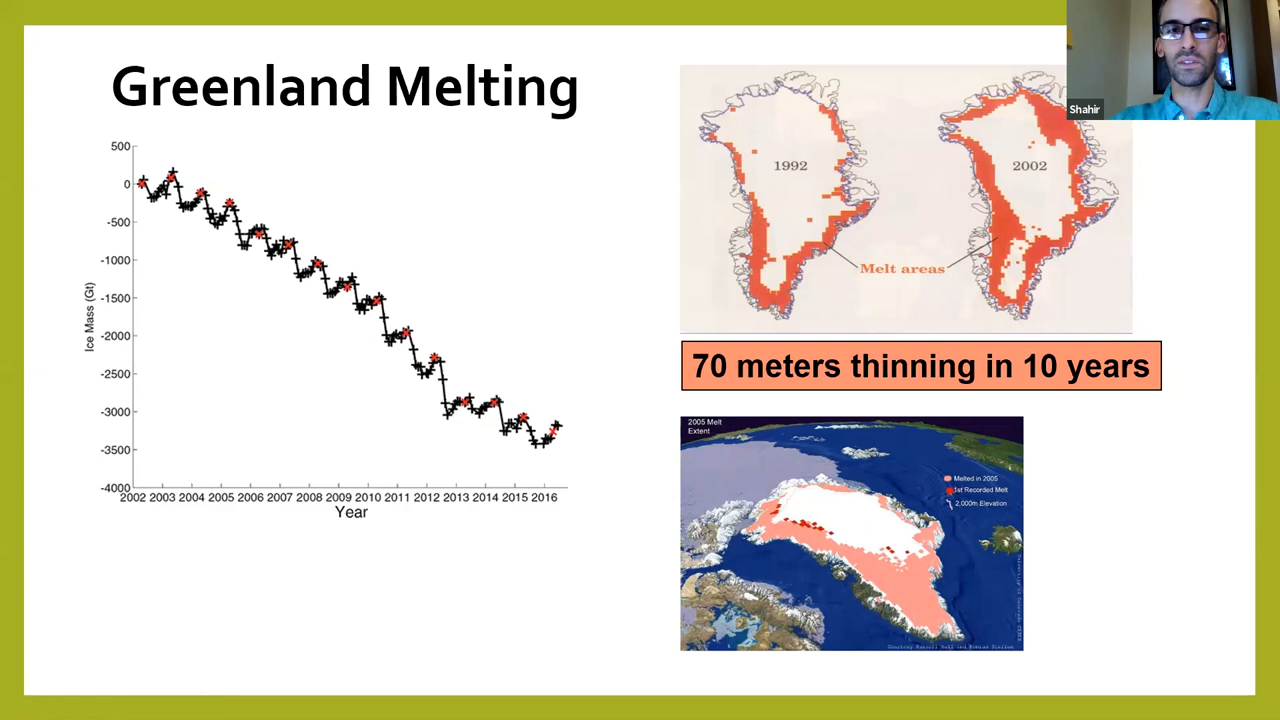 Greenland Melting
500
0
-500
-1000
-1500
-2000
-2500
-3000
-3500
-4000
Ice Mass (Gt)
2002 2003 2004 2005 2006 2007 2008 2009 2010 2011 2012 2013 2014 2015 2016
Year
1992
2002
Melt areas
Shahir
70 meters thinning in 10 years
2005 Melt
Extent
Melted in 2005
1st Recorded Melt
2,000m Elevation